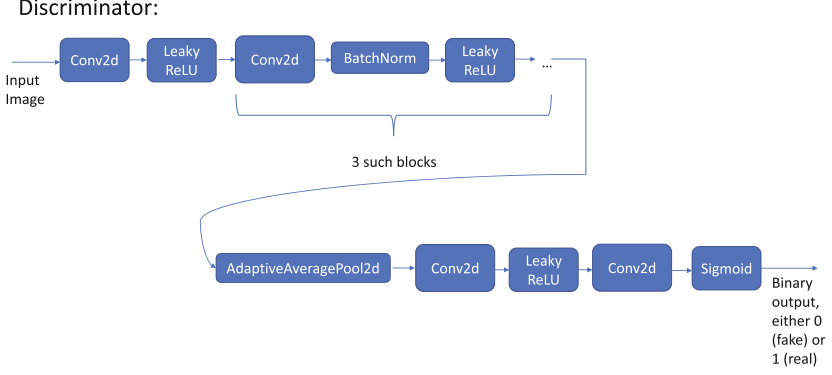 Discriminator:
Input
Image
Conv2d
Leaky
ReLU
Conv2d
BatchNorm
Leaky
ReLU
...
3 such blocks
AdaptiveAveragePool2d
Conv2d
Leaky
ReLU
Conv2d
Sigmoid
Binary
output,
either 0
(fake) or
1 (real)